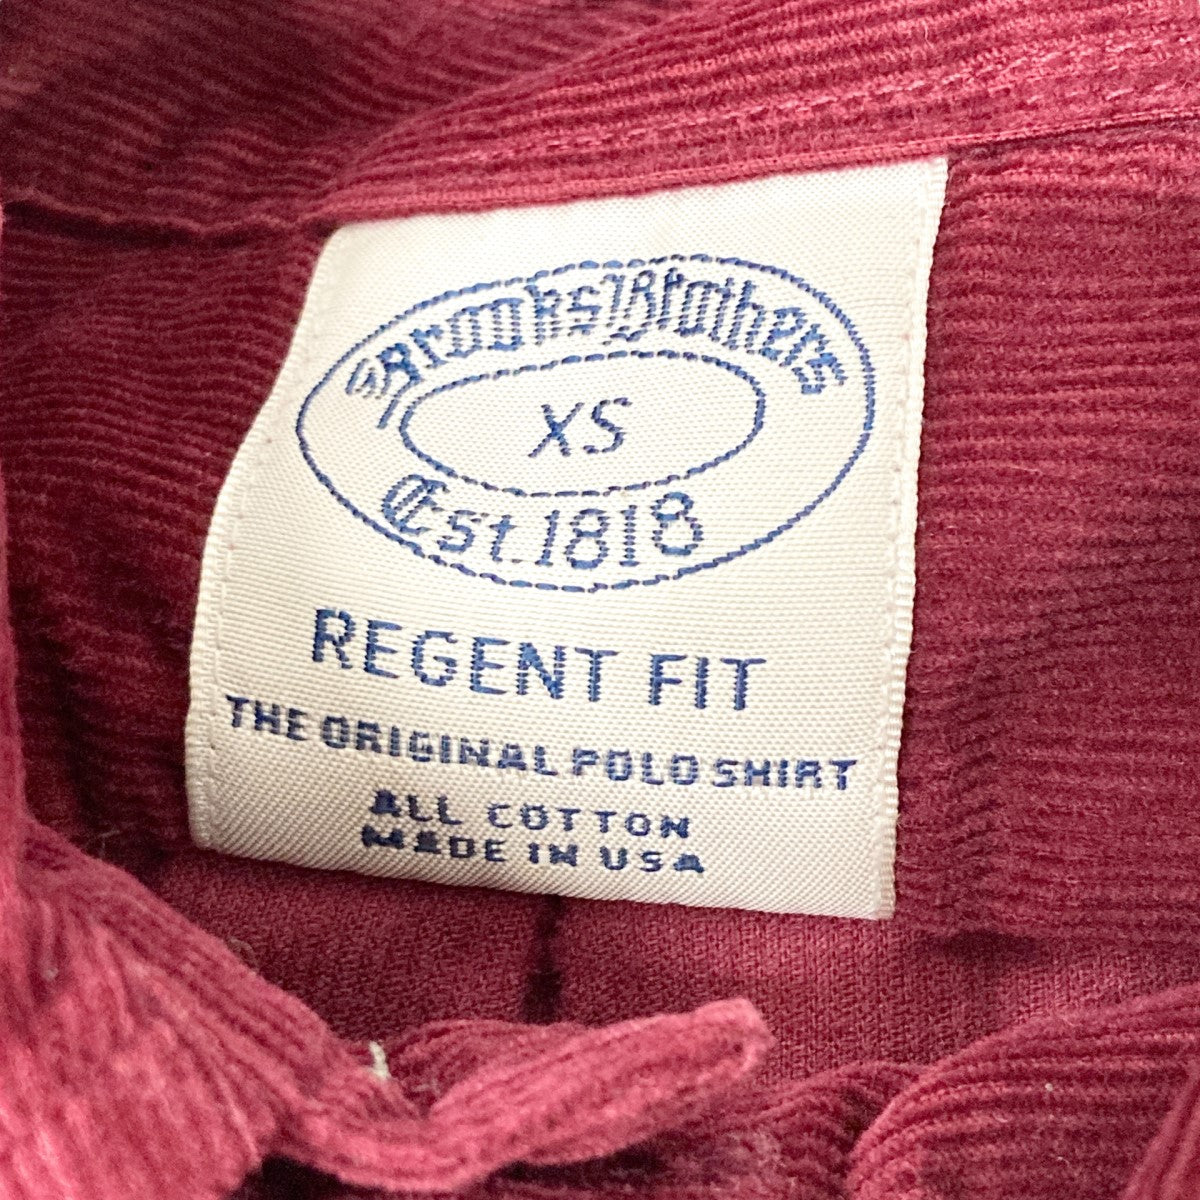 Brooks Brothers
XS
Est. 1818
REGENT FIT
THE ORIGINAL POLO SHIRT
ALL COTTON
MADE IN USA